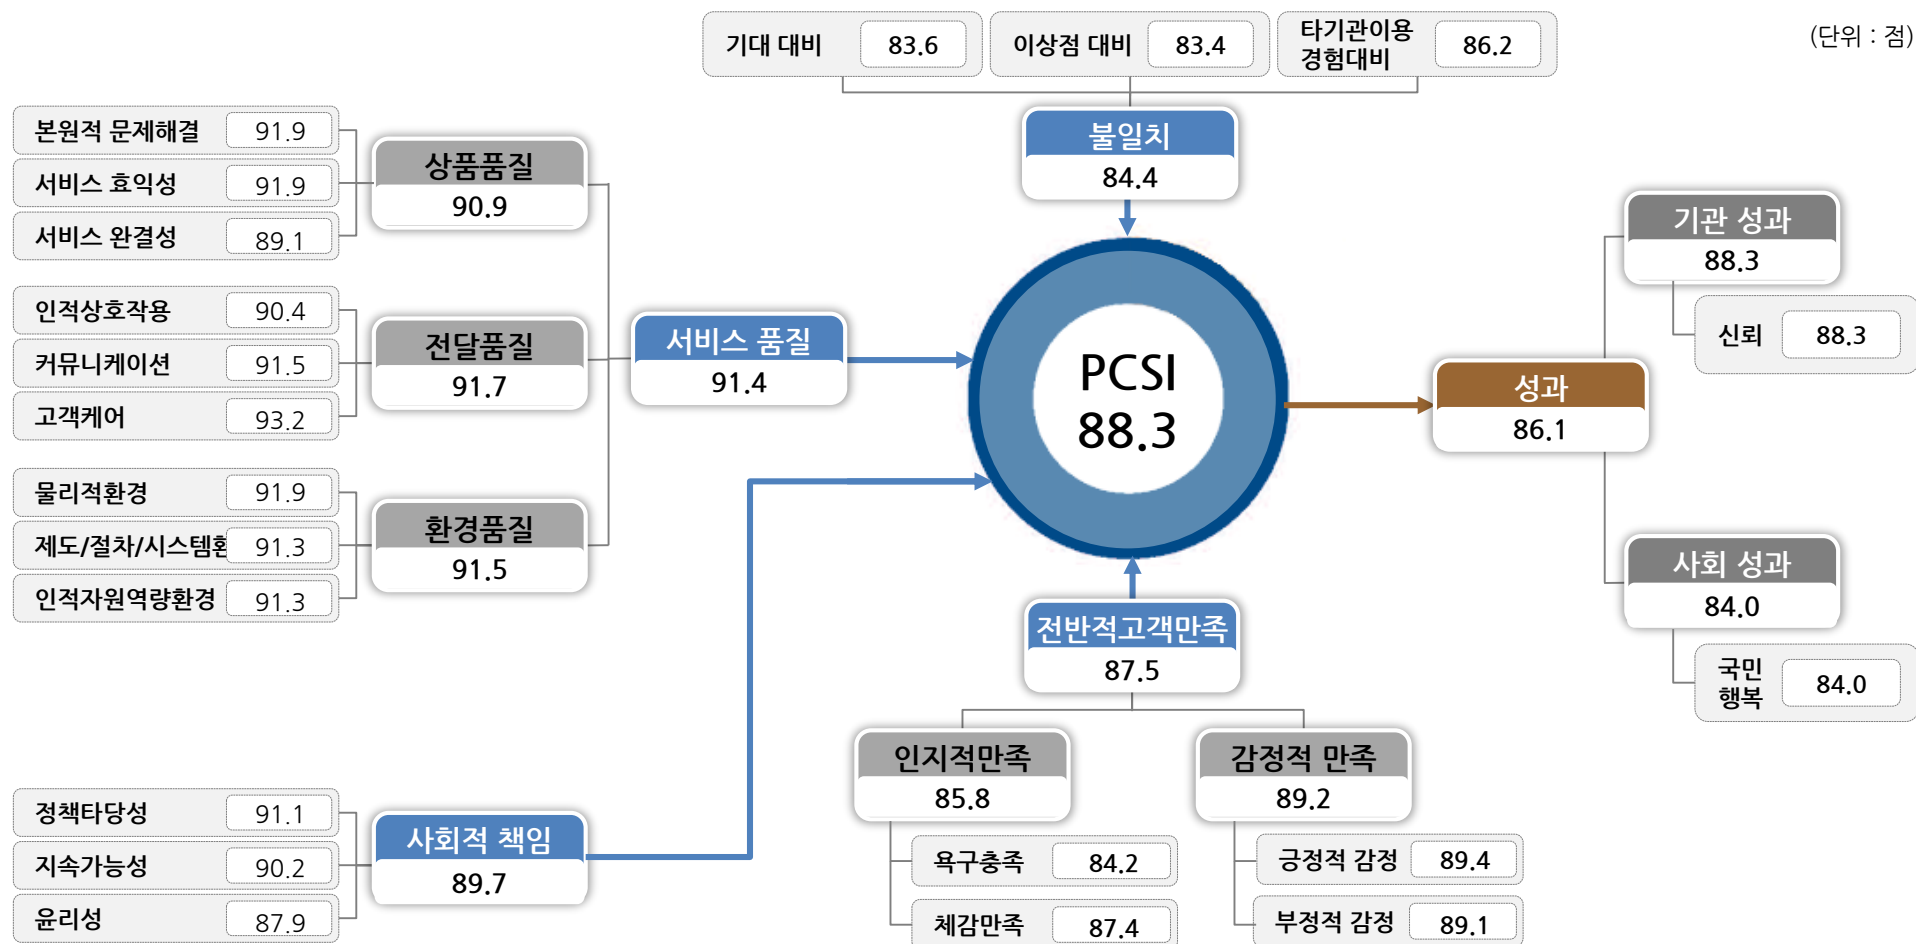 (단위 : 점)
기대 대비 83.6
이상점 대비 83.4
타기관이용
경험대비
86.2
불일치
84.4
본원적 문제해결 91.9
서비스 효익성 91.9
서비스 완결성 89.1
상품품질
90.9
인적상호작용 90.4
커뮤니케이션 91.5
고객케어 93.2
전달품질
91.7
물리적환경 91.9
제도/절차/시스템환 91.3
인적자원역량환경 91.3
환경품질
91.5
서비스 품질
91.4
정책타당성 91.1
지속가능성 90.2
윤리성 87.9
사회적 책임
89.7
PCSI
88.3
전반적고객만족
87.5
인지적만족
85.8
욕구충족 84.2
체감만족 87.4
감정적 만족
89.2
긍정적 감정 89.4
부정적 감정 89.1
성과
86.1
기관 성과
88.3
신뢰 88.3
사회 성과
84.0
국민
행복
84.0